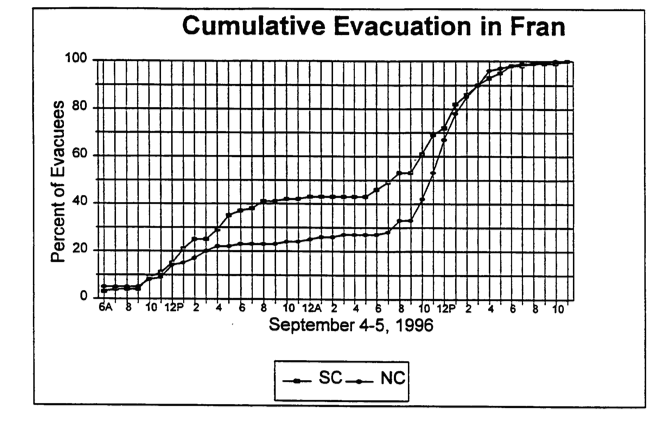 Cumulative Evacuation in Fran
100
80
60
40
20
0
Percent of Evacuees
6A 8 10 12P 2 4 6 8 10 12A 2 4 6 8 10 12P 2 4 6 8 10
September 4-5, 1996
SC NC